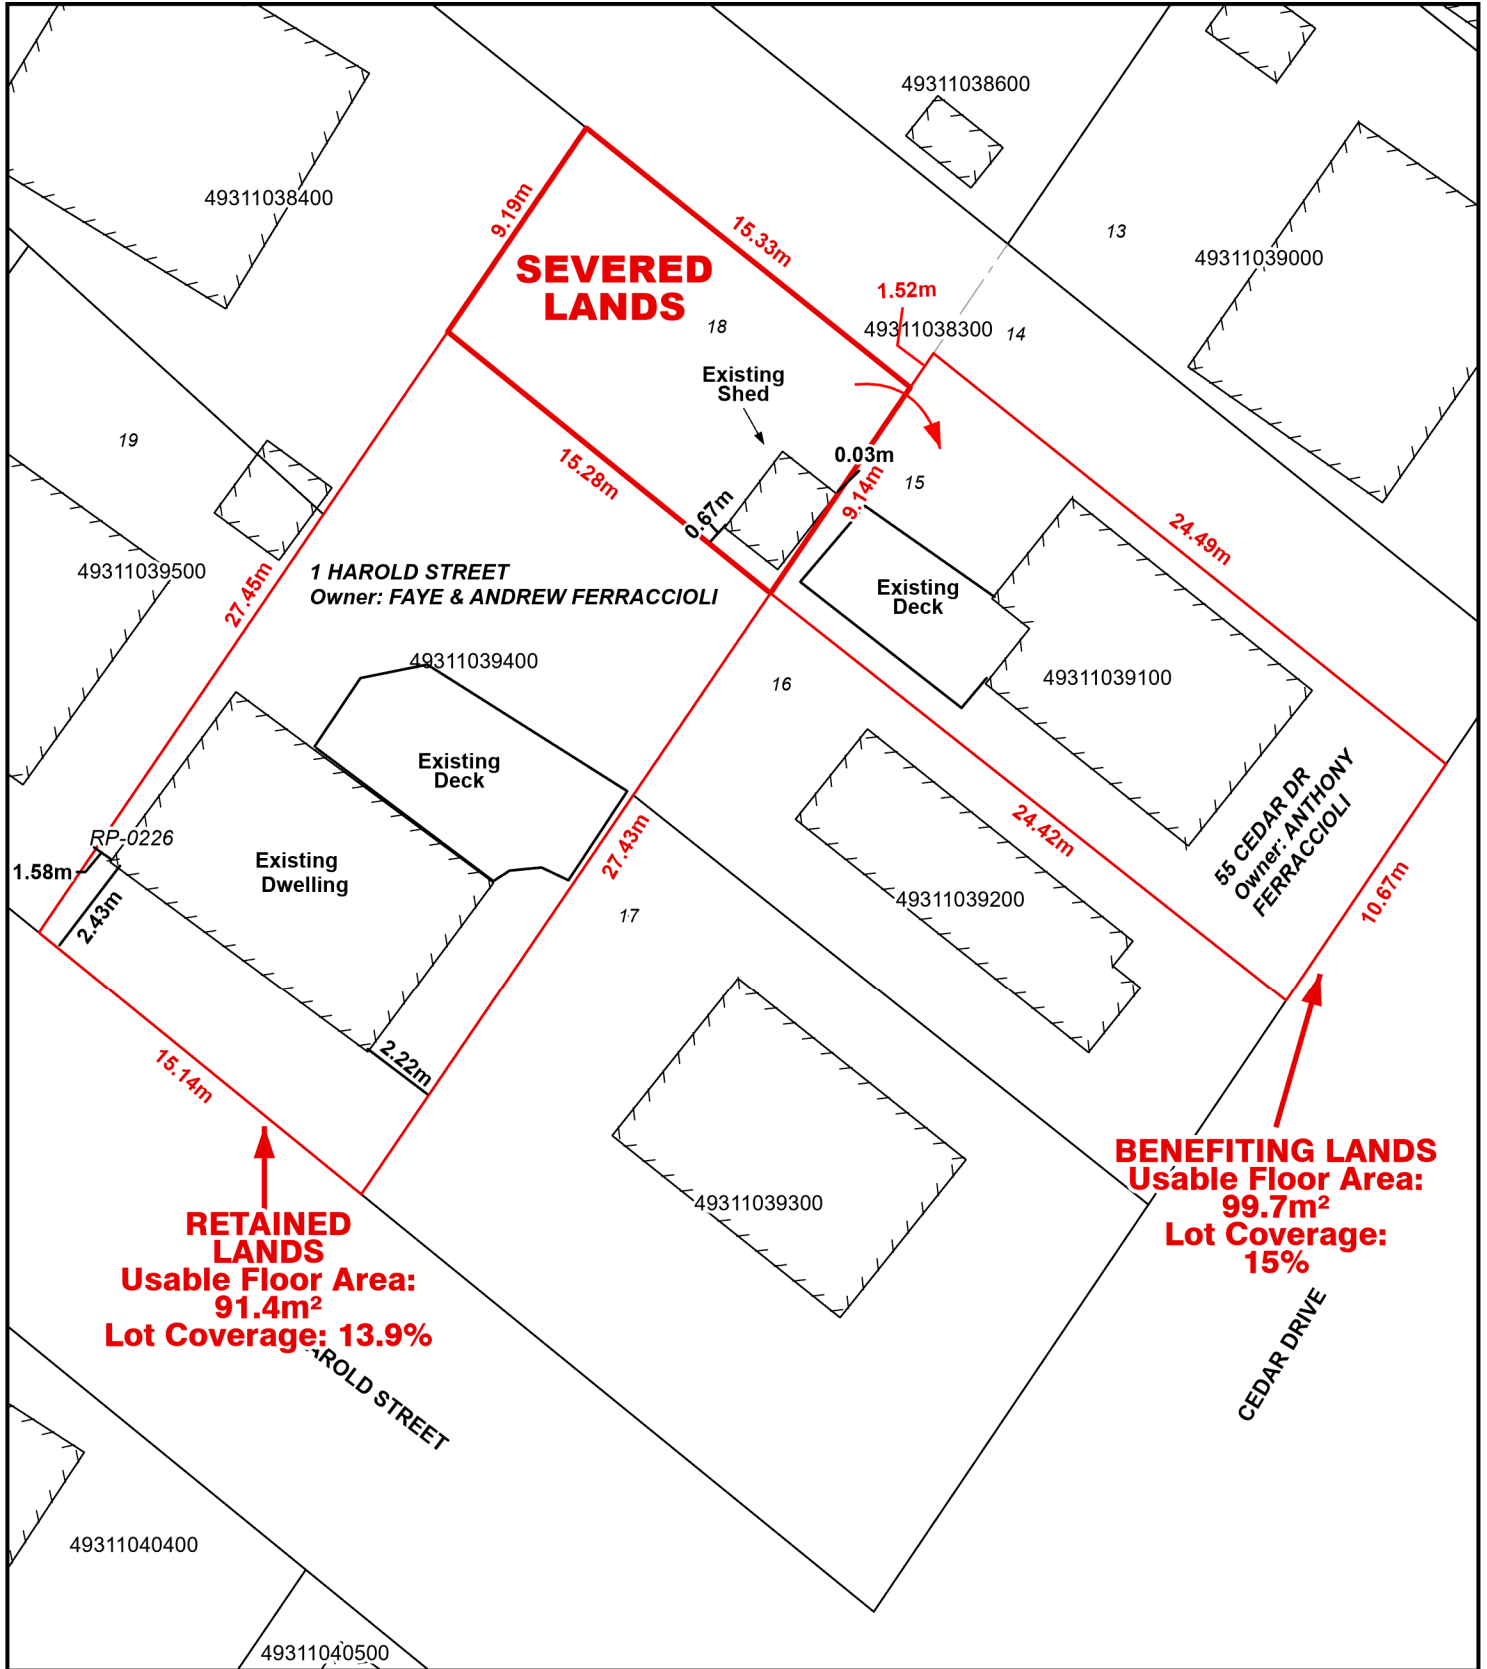 49311038600
49311038400
9.19m
15.33m
13
49311039000
SEVERED
LANDS
1.52m
18
49311038300
14
Existing
Shed
19
0.03m
15.28m
9.14m
15
0.67m
24.49m
49311039500
27.45m
1 HAROLD STREET
Owner: FAYE & ANDREW FERRACCIOLI
Existing
Deck
49311039400
16
49311039100
Existing
Deck
55 CEDAR DR
Owner: ANTHONY
FERRACCIOLI
24.42m
RP-0226
1.58m
Existing
Dwelling
27.43m
2.43m
49311039200
10.67m
17
2.22m
15.14m
BENEFITING LANDS
Usable Floor Area:
99.7m²
Lot Coverage:
15%
49311039300
RETAINED
LANDS
Usable Floor Area:
91.4m²
Lot Coverage: 13.9%
AROLD STREET
CEDAR DRIVE
49311040400
49311040500